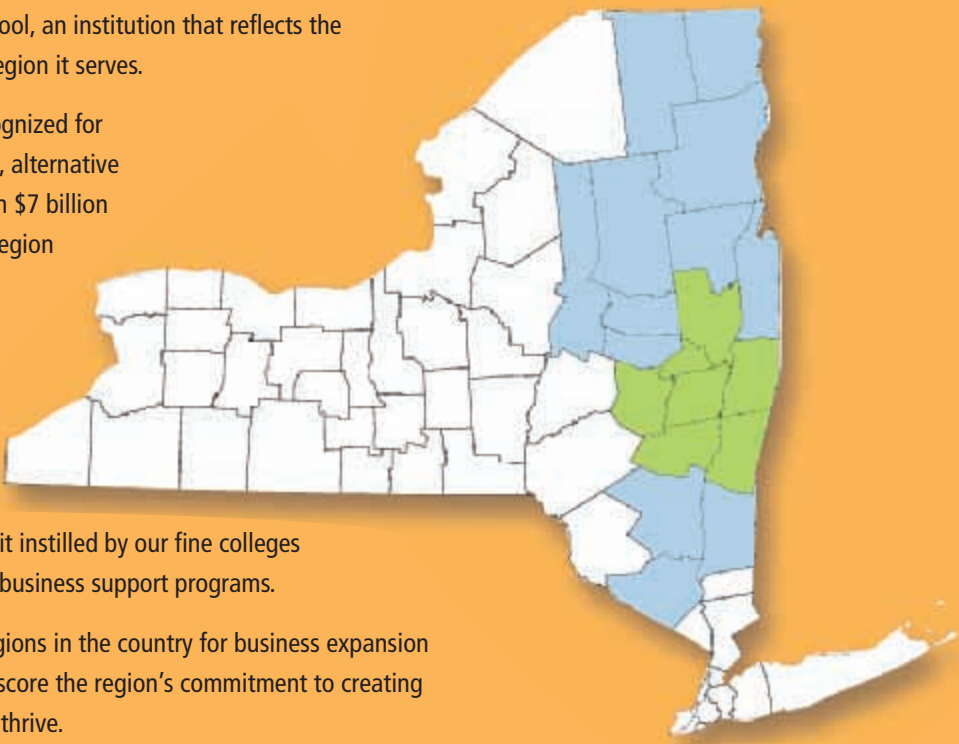 ool, an institution that reflects the
egion it serves.
ognized for
, alternative
n $7 billion
egion
it instilled by our fine colleges
business support programs.
gions in the country for business expansion
score the region's commitment to creating
thrive.